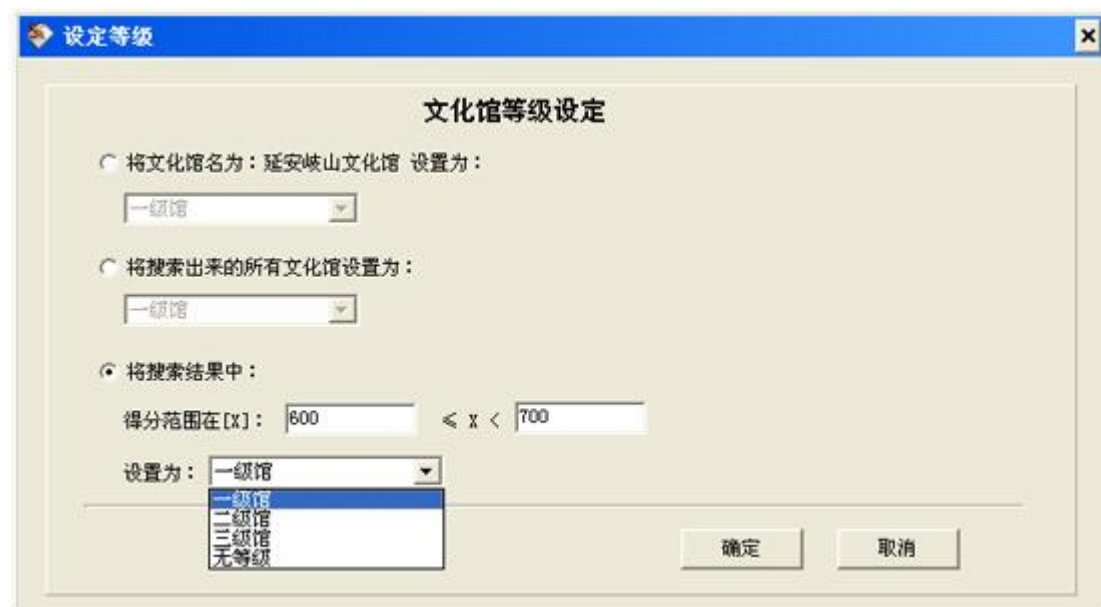 设定等级
文化馆等级设定
将文化馆名为：延安岐山文化馆 设置为：
一级馆
将搜索出来的所有文化馆设置为：
一级馆
将搜索结果中：
得分范围在[X]： 600 ≤ X < 700
设置为： 一级馆
一级馆
二级馆
三级馆
无等级
确定 取消